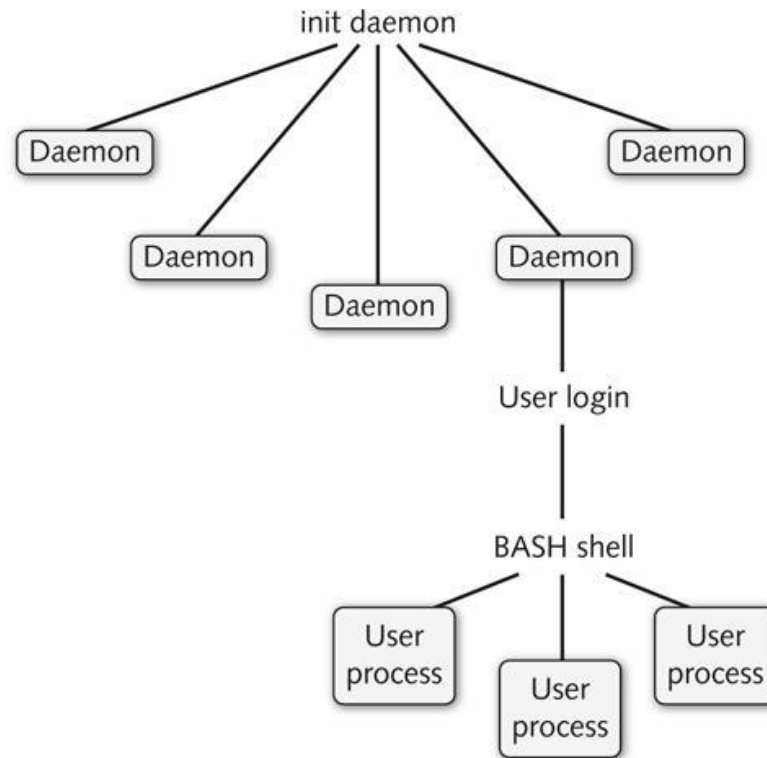 init daemon
Daemon
Daemon
Daemon
Daemon
Daemon
User login
BASH shell
User
process
User
process
User
process